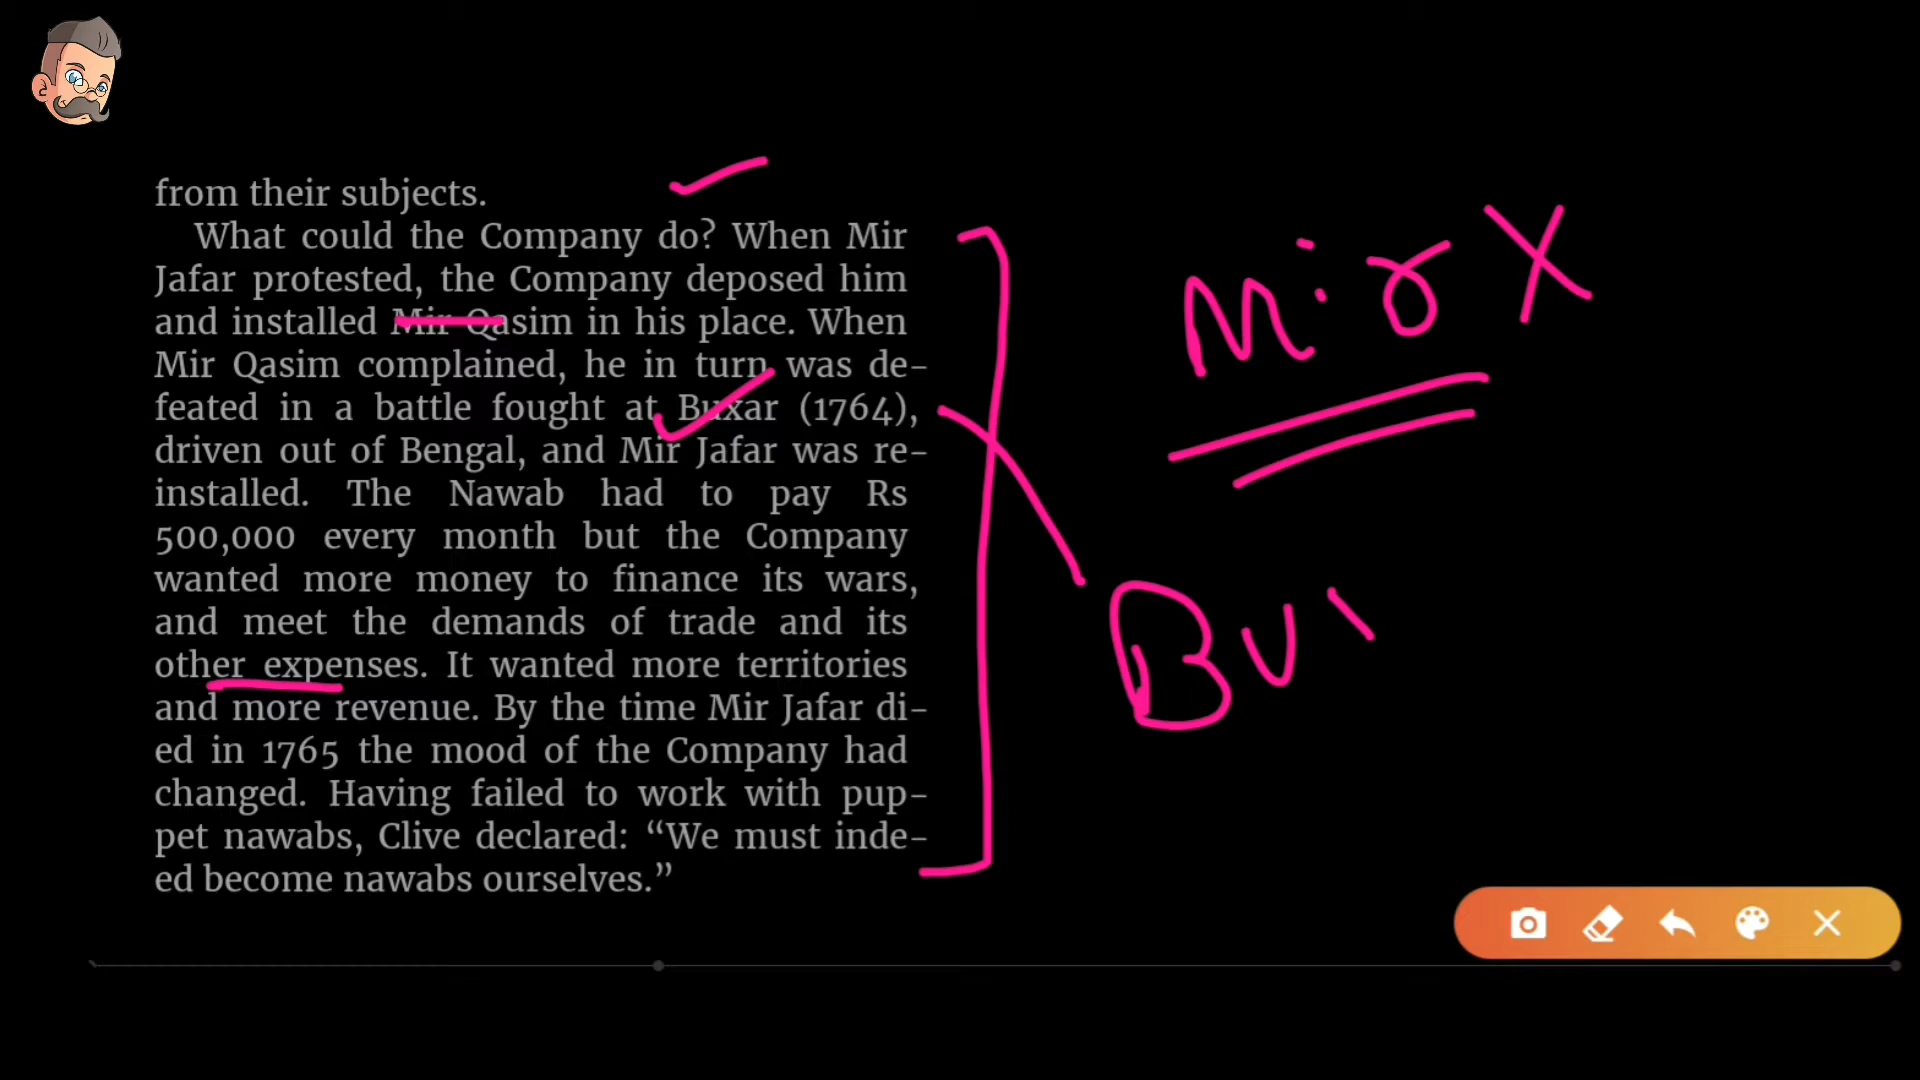 from their subjects.
What could the Company do? When Mir
Jafar protested, the Company deposed him
and installed Mir Qasim in his place. When
Mir Qasim complained, he in turn was de-
feated in a battle fought at Buxar (1764),
driven out of Bengal, and Mir Jafar was re-
installed. The Nawab had to pay Rs
500,000 every month but the Company
wanted more money to finance its wars,
and meet the demands of trade and its
other expenses. It wanted more territories
and more revenue. By the time Mir Jafar di-
ed in 1765 the mood of the Company had
changed. Having failed to work with pup-
pet nawabs, Clive declared: “We must inde-
ed become nawabs ourselves.”
Mir X
Bu